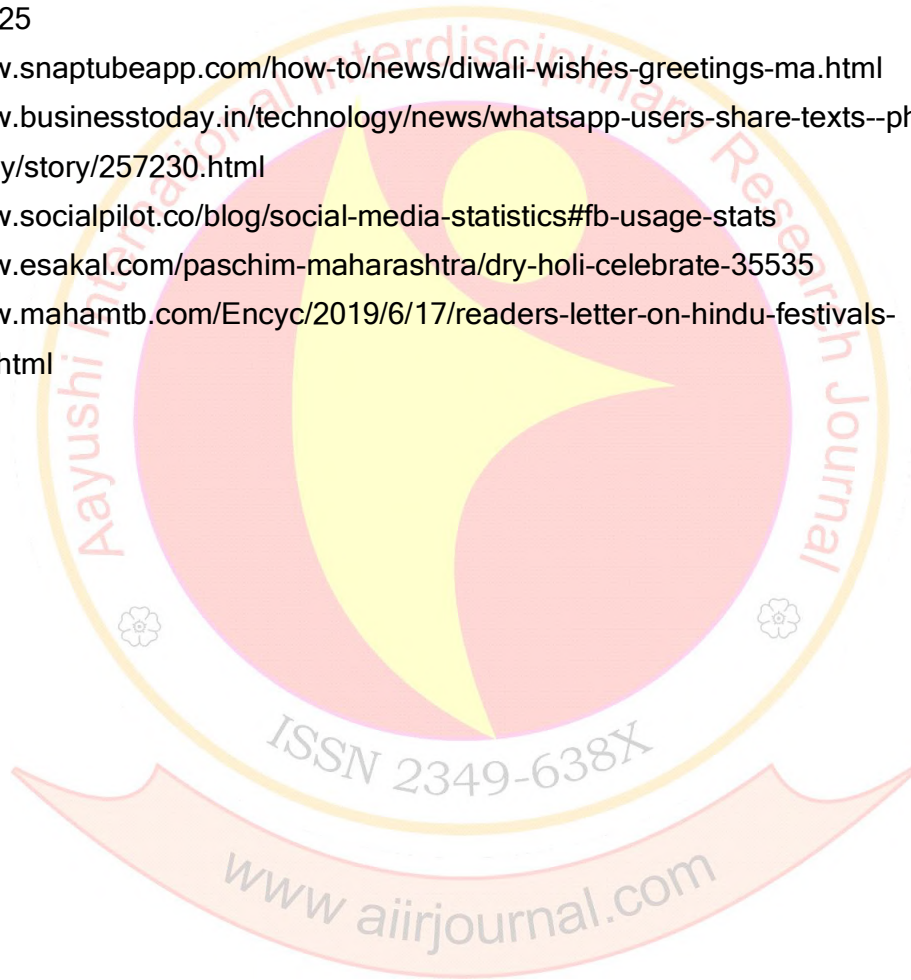 25
w.snaptubeapp.com/how-to/news/diwali-wishes-greetings-ma.html
w.businesstoday.in/technology/news/whatsapp-users-share-texts--ph
y/story/257230.html
w.socialpilot.co/blog/social-media-statistics#fb-usage-stats
w.esakal.com/paschim-maharashtra/dry-holi-celebrate-35535
w.mahamtb.com/Encyc/2019/6/17/readers-letter-on-hindu-festivals-
html
Aayushi International Interdisciplinary Research Journal
ISSN 2349-638X
www aiirjournal.com